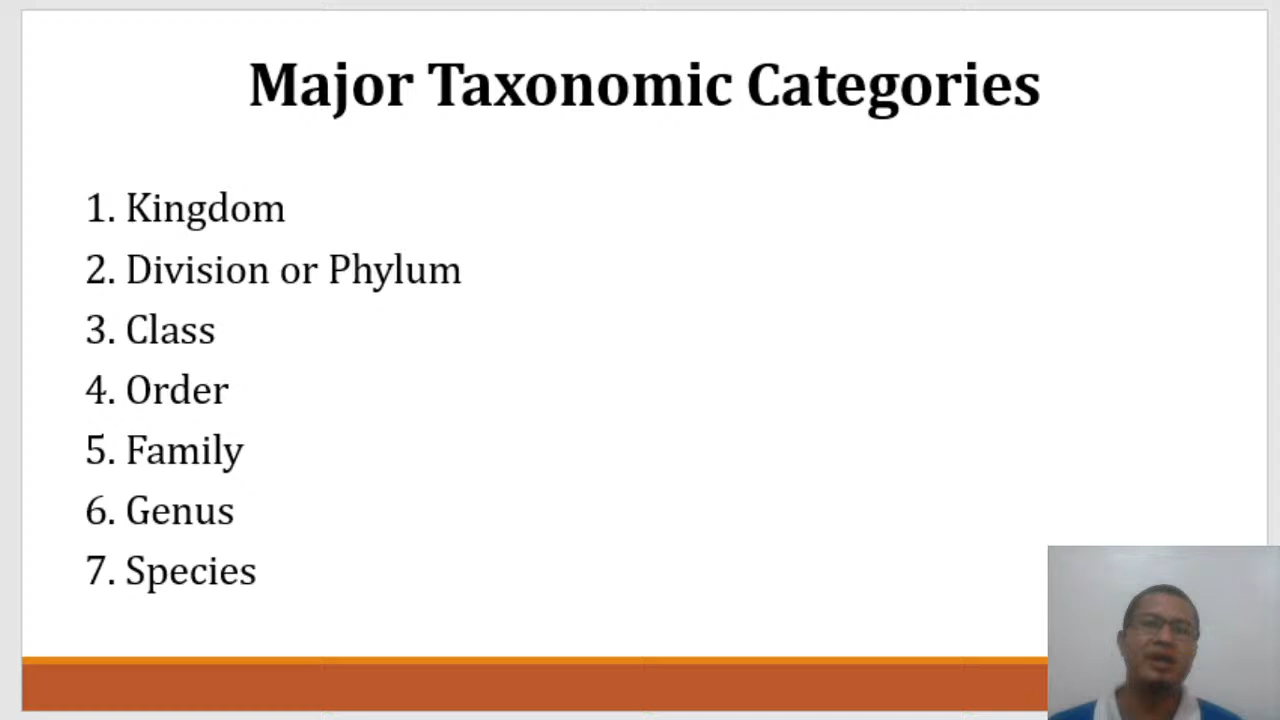 Major Taxonomic Categories
1. Kingdom
2. Division or Phylum
3. Class
4. Order
5. Family
6. Genus
7. Species